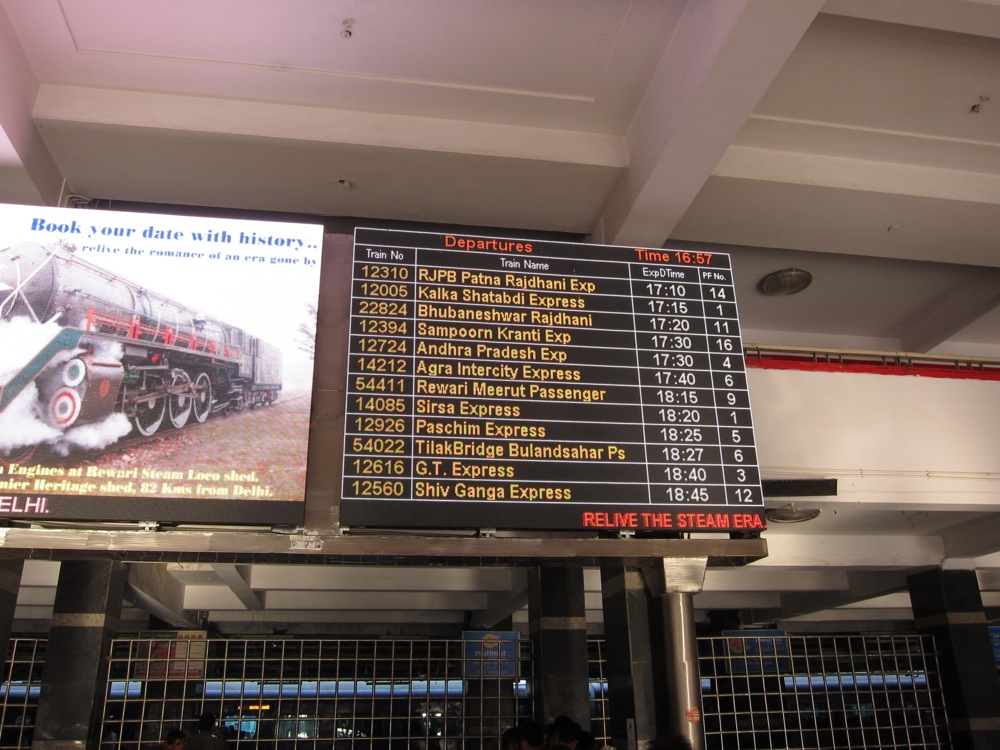 Book your date with history..
relive the romance of an era gone by
Engines at Rewari Steam Loco shed.
mier Heritage shed, 82 Kms from Delhi.
ELHI.
Departures Time 16:57
Train No Train Name ExpDTime PF No.
12310 RJPB Patna Rajdhani Exp 17:10 14
12005 Kalka Shatabdi Express 17:15 1
22824 Bhubaneshwar Rajdhani 17:20 11
12394 Sampoorn Kranti Exp 17:30 16
12724 Andhra Pradesh Exp 17:30 4
14212 Agra Intercity Express 17:40 6
54411 Rewari Meerut Passenger 18:15 9
14085 Sirsa Express 18:20 1
12926 Paschim Express 18:25 5
54022 TilakBridge Bulandsahar Ps 18:27 6
12616 G.T. Express 18:40 3
12560 Shiv Ganga Express 18:45 12
RELIVE THE STEAM ERA